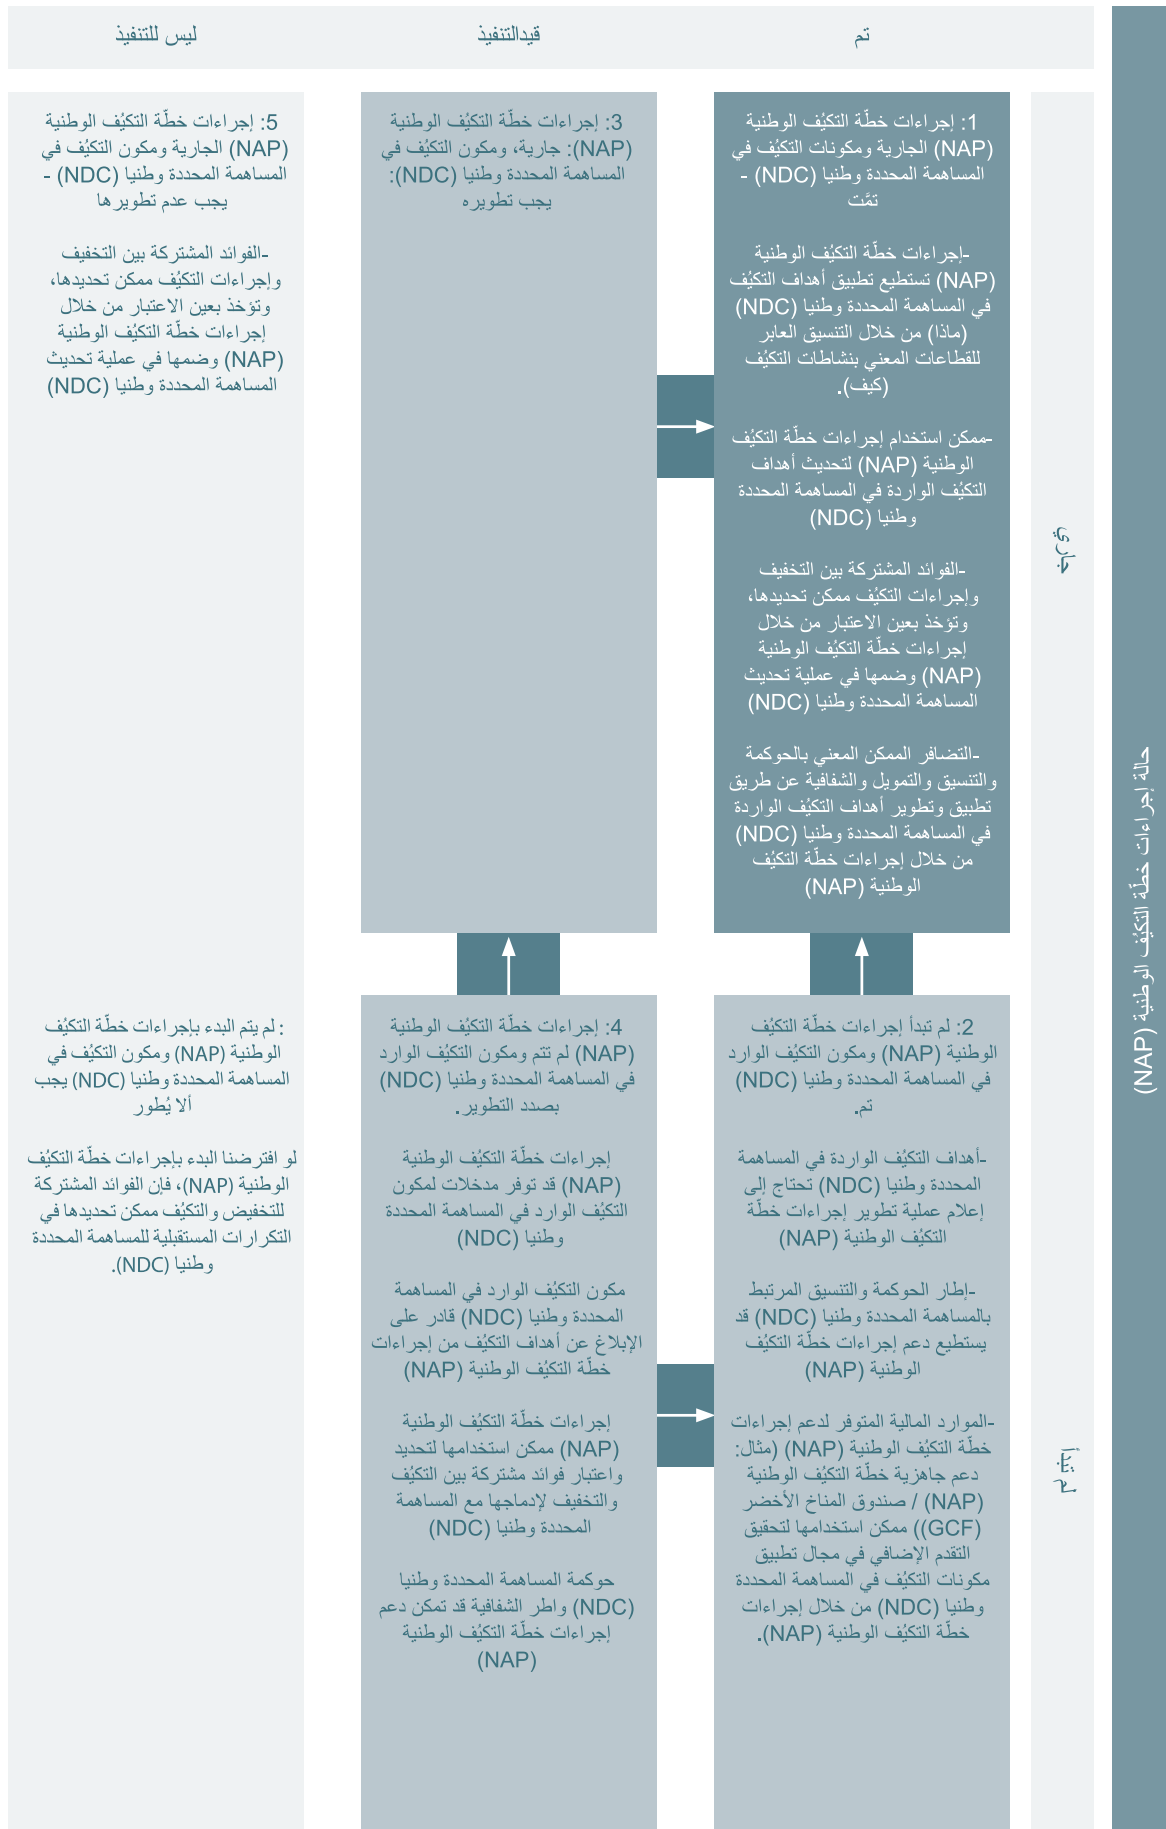 تم
قيدالتنفيذ
ليس للتنفيذ
حالة إجراءات خطّة التكيُف الوطنية (NAP)
جاري
1: إجراءات خطّة التكيُف الوطنية
(NAP) الجارية ومكونات التكيُف في
المساهمة المحددة وطنيا (NDC) -
تمَّت
-إجراءات خطّة التكيُف الوطنية
(NAP) تستطيع تطبيق أهداف التكيُف
في المساهمة المحددة وطنيا (NDC)
(ماذا) من خلال التنسيق العابر
للقطاعات المعني بنشاطات التكيُف
(كيف).
-ممكن استخدام إجراءات خطّة التكيُف
الوطنية (NAP) لتحديث أهداف
التكيُف الواردة في المساهمة المحددة
وطنيا (NDC)
-الفوائد المشتركة بين التخفيف
وإجراءات التكيُف ممكن تحديدها،
وتؤخذ بعين الاعتبار من خلال
إجراءات خطّة التكيُف الوطنية
(NAP) وضمها في عملية تحديث
المساهمة المحددة وطنيا (NDC)
-التضافر الممكن المعني بالحوكمة
والتنسيق والتمويل والشفافية عن طريق
تطبيق وتطوير أهداف التكيُف الواردة
في المساهمة المحددة وطنيا (NDC)
من خلال إجراءات خطّة التكيُف
الوطنية (NAP)
3: إجراءات خطّة التكيُف الوطنية
(NAP): جارية، ومكون التكيُف في
المساهمة المحددة وطنيا (NDC):
يجب تطويره
5: إجراءات خطّة التكيُف الوطنية
(NAP) الجارية ومكون التكيُف في
المساهمة المحددة وطنيا (NDC) -
يجب عدم تطويرها
-الفوائد المشتركة بين التخفيف
وإجراءات التكيُف ممكن تحديدها،
وتؤخذ بعين الاعتبار من خلال
إجراءات خطّة التكيُف الوطنية
(NAP) وضمها في عملية تحديث
المساهمة المحددة وطنيا (NDC)
لم تبدأ
2: لم تبدأ إجراءات خطّة التكيُف
الوطنية (NAP) ومكون التكيُف الوارد
في المساهمة المحددة وطنيا (NDC)
تم.
-أهداف التكيُف الواردة في المساهمة
المحددة وطنيا (NDC) تحتاج إلى
إعلام عملية تطوير إجراءات خطّة
التكيُف الوطنية (NAP)
-إطار الحوكمة والتنسيق المرتبط
بالمساهمة المحددة وطنيا (NDC) قد
يستطيع دعم إجراءات خطّة التكيُف
الوطنية (NAP)
-الموارد المالية المتوفر لدعم إجراءات
خطّة التكيُف الوطنية (NAP) (مثال:
دعم جاهزية خطّة التكيُف الوطنية
(NAP) / صندوق المناخ الأخضر
(GCF)) ممكن استخدامها لتحقيق
التقدم الإضافي في مجال تطبيق
مكونات التكيُف في المساهمة المحددة
وطنيا (NDC) من خلال إجراءات
خطّة التكيُف الوطنية (NAP).
4: إجراءات خطّة التكيُف الوطنية
(NAP) لم تتم ومكون التكيُف الوارد
في المساهمة المحددة وطنيا (NDC)
بصدد التطوير.
إجراءات خطّة التكيُف الوطنية
(NAP) قد توفر مدخلات لمكون
التكيُف الوارد في المساهمة المحددة
وطنيا (NDC)
مكون التكيُف الوارد في المساهمة
المحددة وطنيا (NDC) قادر على
الإبلاغ عن أهداف التكيُف من إجراءات
خطّة التكيُف الوطنية (NAP)
إجراءات خطّة التكيُف الوطنية
(NAP) ممكن استخدامها لتحديد
واعتبار فوائد مشتركة بين التكيُف
والتخفيف لإدماجها مع المساهمة
المحددة وطنيا (NDC)
حوكمة المساهمة المحددة وطنيا
(NDC) واطر الشفافية قد تمكن دعم
إجراءات خطّة التكيُف الوطنية
(NAP)
: لم يتم البدء بإجراءات خطّة التكيُف
الوطنية (NAP) ومكون التكيُف في
المساهمة المحددة وطنيا (NDC) يجب
ألا يُطور
لو افترضنا البدء بإجراءات خطّة التكيُف
الوطنية (NAP)، فإن الفوائد المشتركة
للتخفيض والتكيُف ممكن تحديدها في
التكرارات المستقبلية للمساهمة المحددة
وطنيا (NDC).